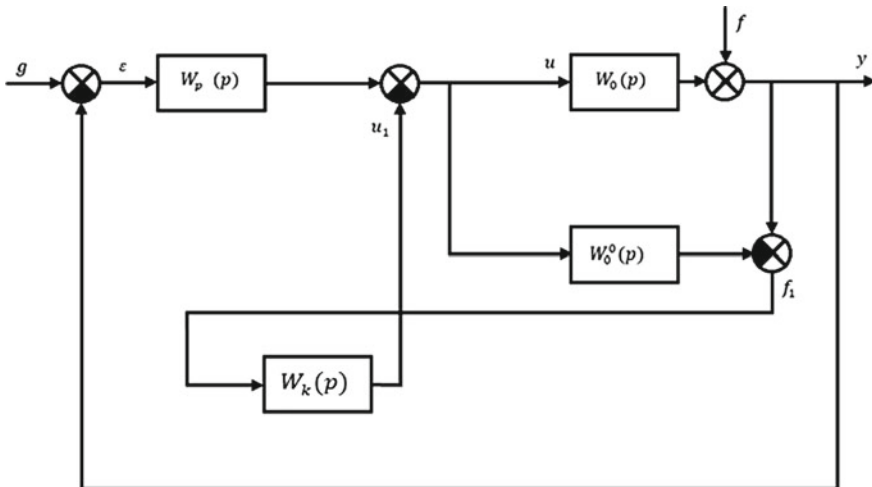 f
g
ε
W_p (p)
u
W_0(p)
y
u_1
W_0^0(p)
f_1
W_k(p)